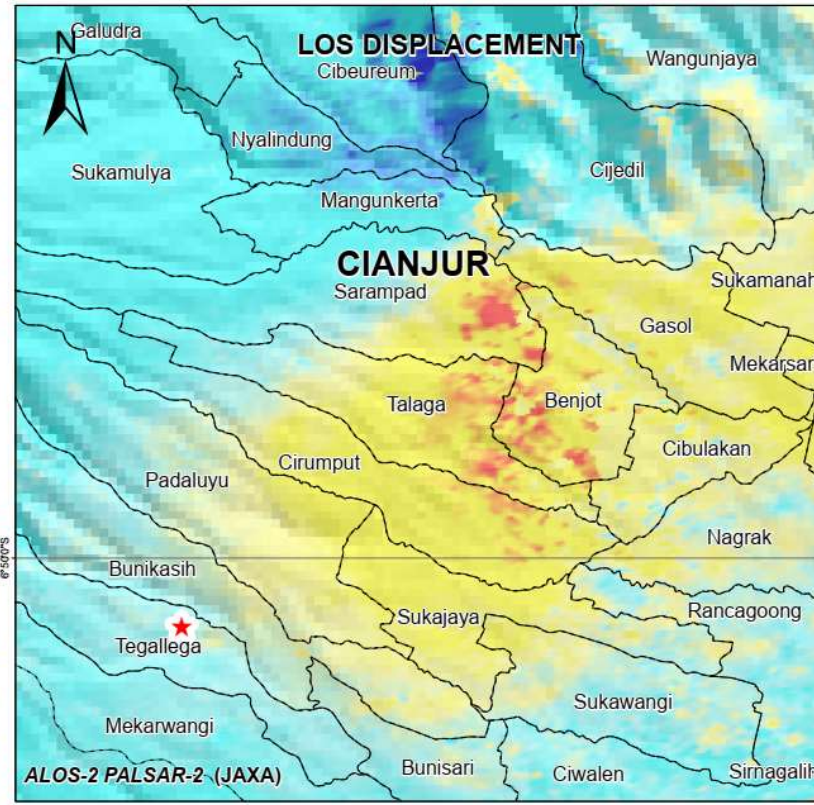 Galudra
N
LOS DISPLACEMENT
Cibeureum
Wangunjaya
Nyalindung
Sukamulya
Cijedil
Mangunkerta
CIANJUR
Sarampad
Sukamanah
Gasol
Mekarsar
Talaga
Benjot
Cirumput
Cibulakan
Padaluyu
Nagrak
6°50'0"S
Bunikasih
Rancagoong
Sukajaya
Tegallega
Sukawangi
Mekarwangi
Bunisari
Ciwalen
Sirnagalih
ALOS-2 PALSAR-2 (JAXA)